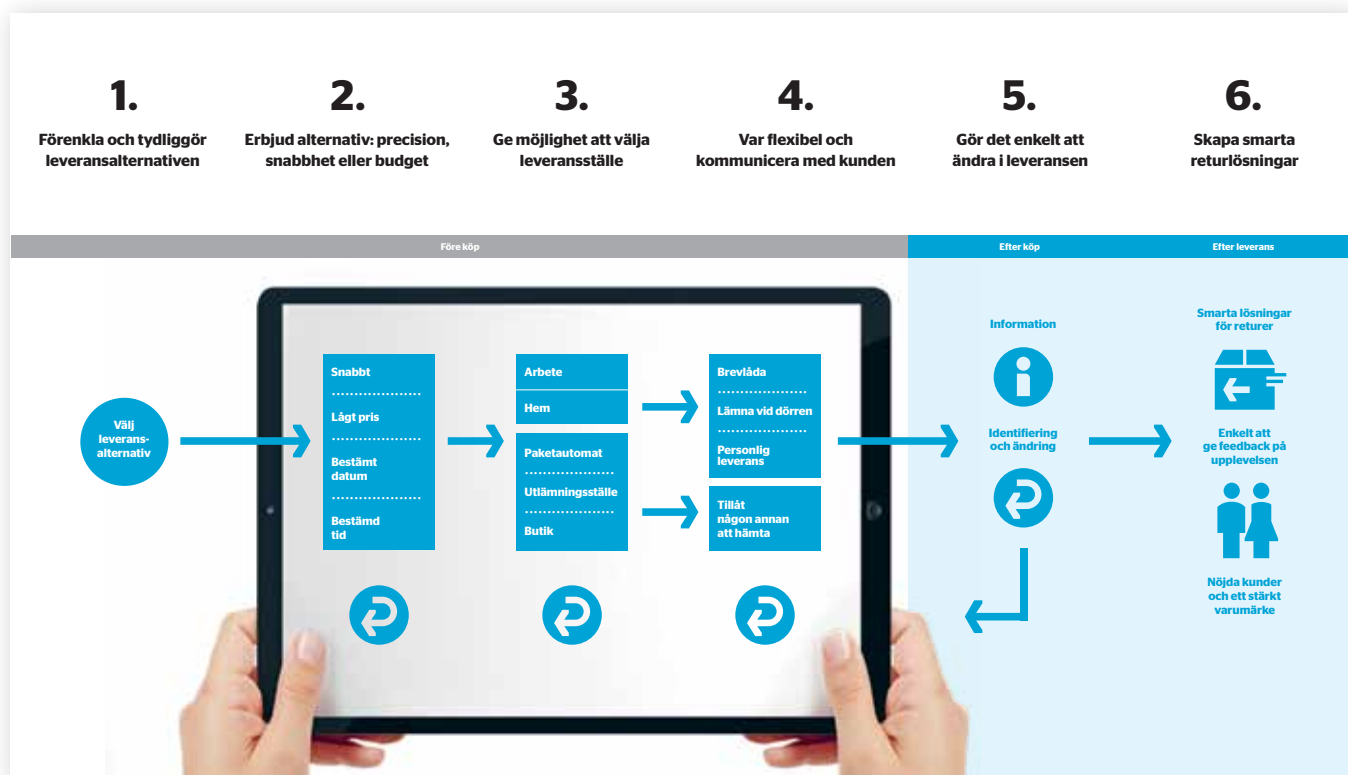 1.
Förenkla och tydliggör
leveransalternativen
2.
Erbjud alternativ: precision,
snabbhet eller budget
3.
Ge möjlighet att välja
leveransställe
4.
Var flexibel och
kommunicera med kunden
5.
Gör det enkelt att
ändra i leveransen
6.
Skapa smarta
returlösningar
Före köp
Efter köp
Efter leverans
Välj
leverans-
alternativ
Snabbt
Lågt pris
Bestämt
datum
Bestämd
tid
Arbete
Hem
Paketautomat
Utlämningsställe
Butik
Brevlåda
Lämna vid dörren
Personlig
leverans
Tillåt
någon annan
att hämta
Information
Identifiering
och ändring
Smarta lösningar
för returer
Enkelt att
ge feedback på
upplevelsen
Nöjda kunder
och ett stärkt
varumärke